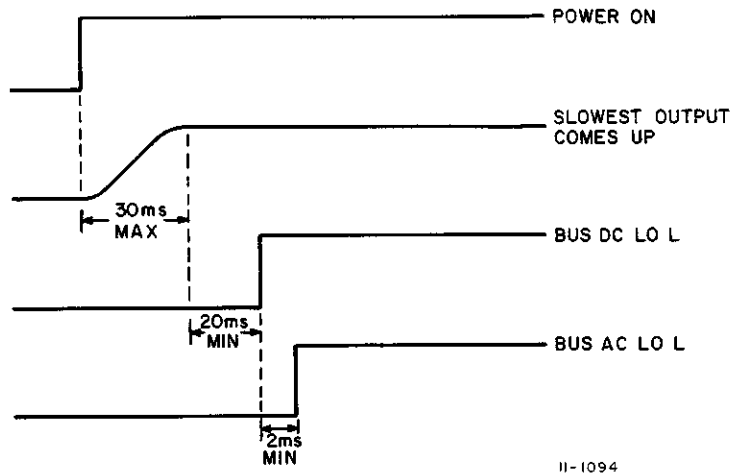 POWER ON
SLOWEST OUTPUT
COMES UP
30ms
MAX
BUS DC LO L
20ms
MIN
BUS AC LO L
2ms
MIN
11-1094